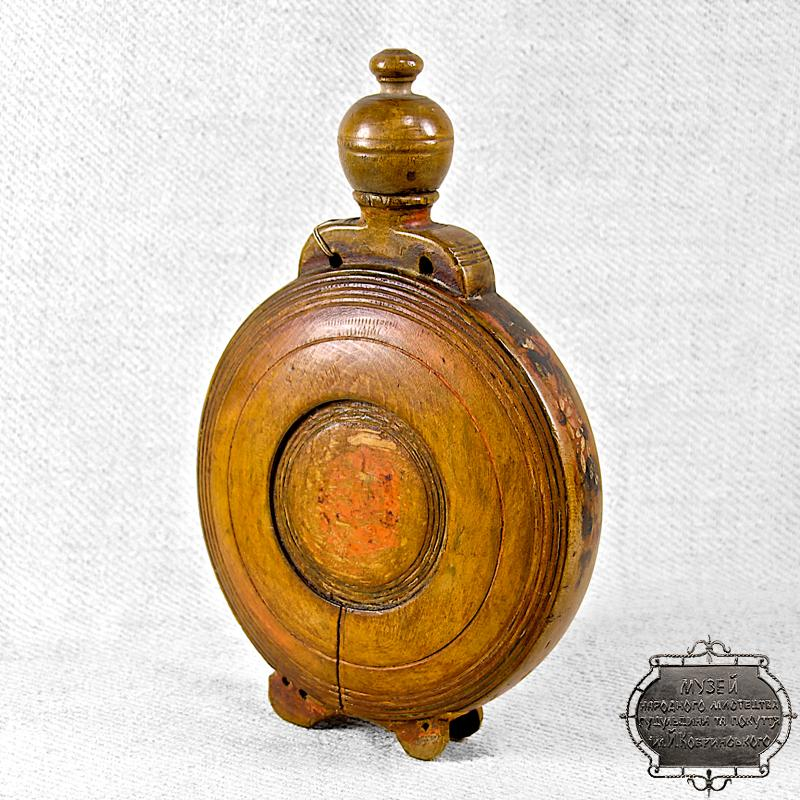 МУЗЕЙ
НАРОДНОГО МИСТЕЦТВА
ГУЦУЛЬЩИНИ ТА ПОКУТТЯ
ІМ. Й. КОБРИНСЬКОГО